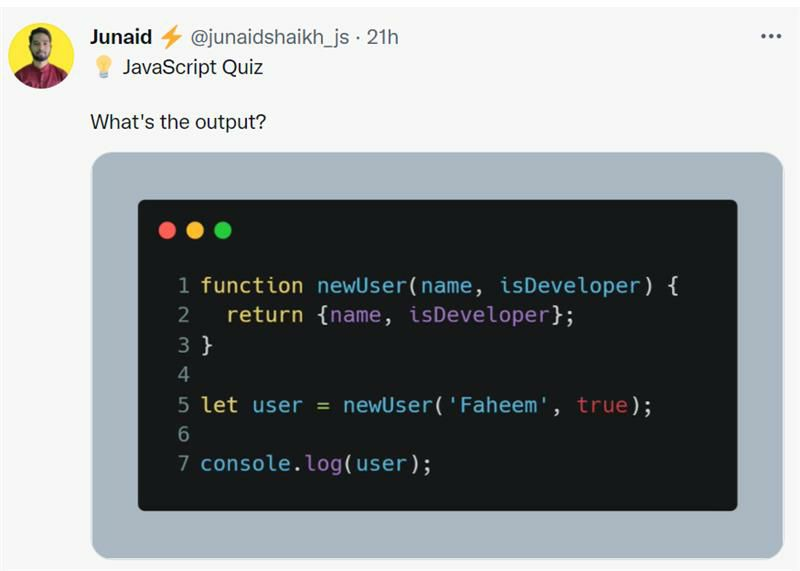 Junaid ⚡ @junaidshaikh_js · 21h
💡 JavaScript Quiz
What's the output?
1 function newUser(name, isDeveloper) {
2   return {name, isDeveloper};
3 }
4
5 let user = newUser('Faheem', true);
6
7 console.log(user);